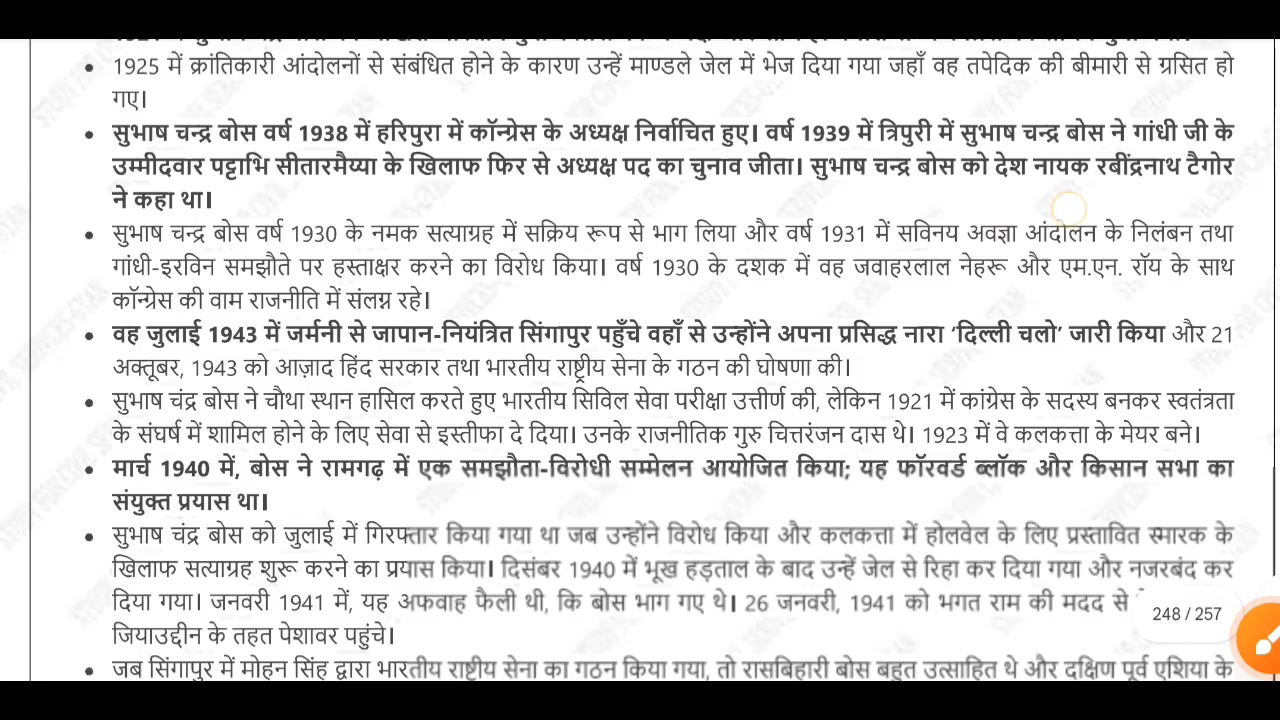 • 1925 में क्रांतिकारी आंदोलनों से संबंधित होने के कारण उन्हें माण्डले जेल में भेज दिया गया जहाँ वह तपेदिक की बीमारी से ग्रसित हो
गए।
• सुभाष चन्द्र बोस वर्ष 1938 में हरिपुरा में कॉन्ग्रेस के अध्यक्ष निर्वाचित हुए। वर्ष 1939 में त्रिपुरी में सुभाष चन्द्र बोस ने गांधी जी के
उम्मीदवार पट्टाभि सीतारमैय्या के खिलाफ फिर से अध्यक्ष पद का चुनाव जीता। सुभाष चन्द्र बोस को देश नायक रबींद्रनाथ टैगोर
ने कहा था।
• सुभाष चन्द्र बोस वर्ष 1930 के नमक सत्याग्रह में सक्रिय रूप से भाग लिया और वर्ष 1931 में सविनय अवज्ञा आंदोलन के निलंबन तथा
गांधी-इरविन समझौते पर हस्ताक्षर करने का विरोध किया। वर्ष 1930 के दशक में वह जवाहरलाल नेहरू और एम.एन. रॉय के साथ
कॉन्ग्रेस की वाम राजनीति में संलग्न रहे।
• वह जुलाई 1943 में जर्मनी से जापान-नियंत्रित सिंगापुर पहुँचे वहाँ से उन्होंने अपना प्रसिद्ध नारा ‘दिल्ली चलो’ जारी किया और 21
अक्तूबर, 1943 को आज़ाद हिंद सरकार तथा भारतीय राष्ट्रीय सेना के गठन की घोषणा की।
• सुभाष चंद्र बोस ने चौथा स्थान हासिल करते हुए भारतीय सिविल सेवा परीक्षा उत्तीर्ण की, लेकिन 1921 में कांग्रेस के सदस्य बनकर स्वतंत्रता
के संघर्ष में शामिल होने के लिए सेवा से इस्तीफा दे दिया। उनके राजनीतिक गुरु चित्तरंजन दास थे। 1923 में वे कलकत्ता के मेयर बने।
• मार्च 1940 में, बोस ने रामगढ़ में एक समझौता-विरोधी सम्मेलन आयोजित किया; यह फॉरवर्ड ब्लॉक और किसान सभा का
संयुक्त प्रयास था।
• सुभाष चंद्र बोस को जुलाई में गिरफ्तार किया गया था जब उन्होंने विरोध किया और कलकत्ता में होलवेल के लिए प्रस्तावित स्मारक के
खिलाफ सत्याग्रह शुरू करने का प्रयास किया। दिसंबर 1940 में भूख हड़ताल के बाद उन्हें जेल से रिहा कर दिया गया और नजरबंद कर
दिया गया। जनवरी 1941 में, यह अफवाह फैली थी, कि बोस भाग गए थे। 26 जनवरी, 1941 को भगत राम की मदद से
248 / 257
जियाउद्दीन के तहत पेशावर पहुंचे।
• जब सिंगापुर में मोहन सिंह द्वारा भारतीय राष्ट्रीय सेना का गठन किया गया, तो रासबिहारी बोस बहुत उत्साहित थे और दक्षिण पूर्व एशिया के